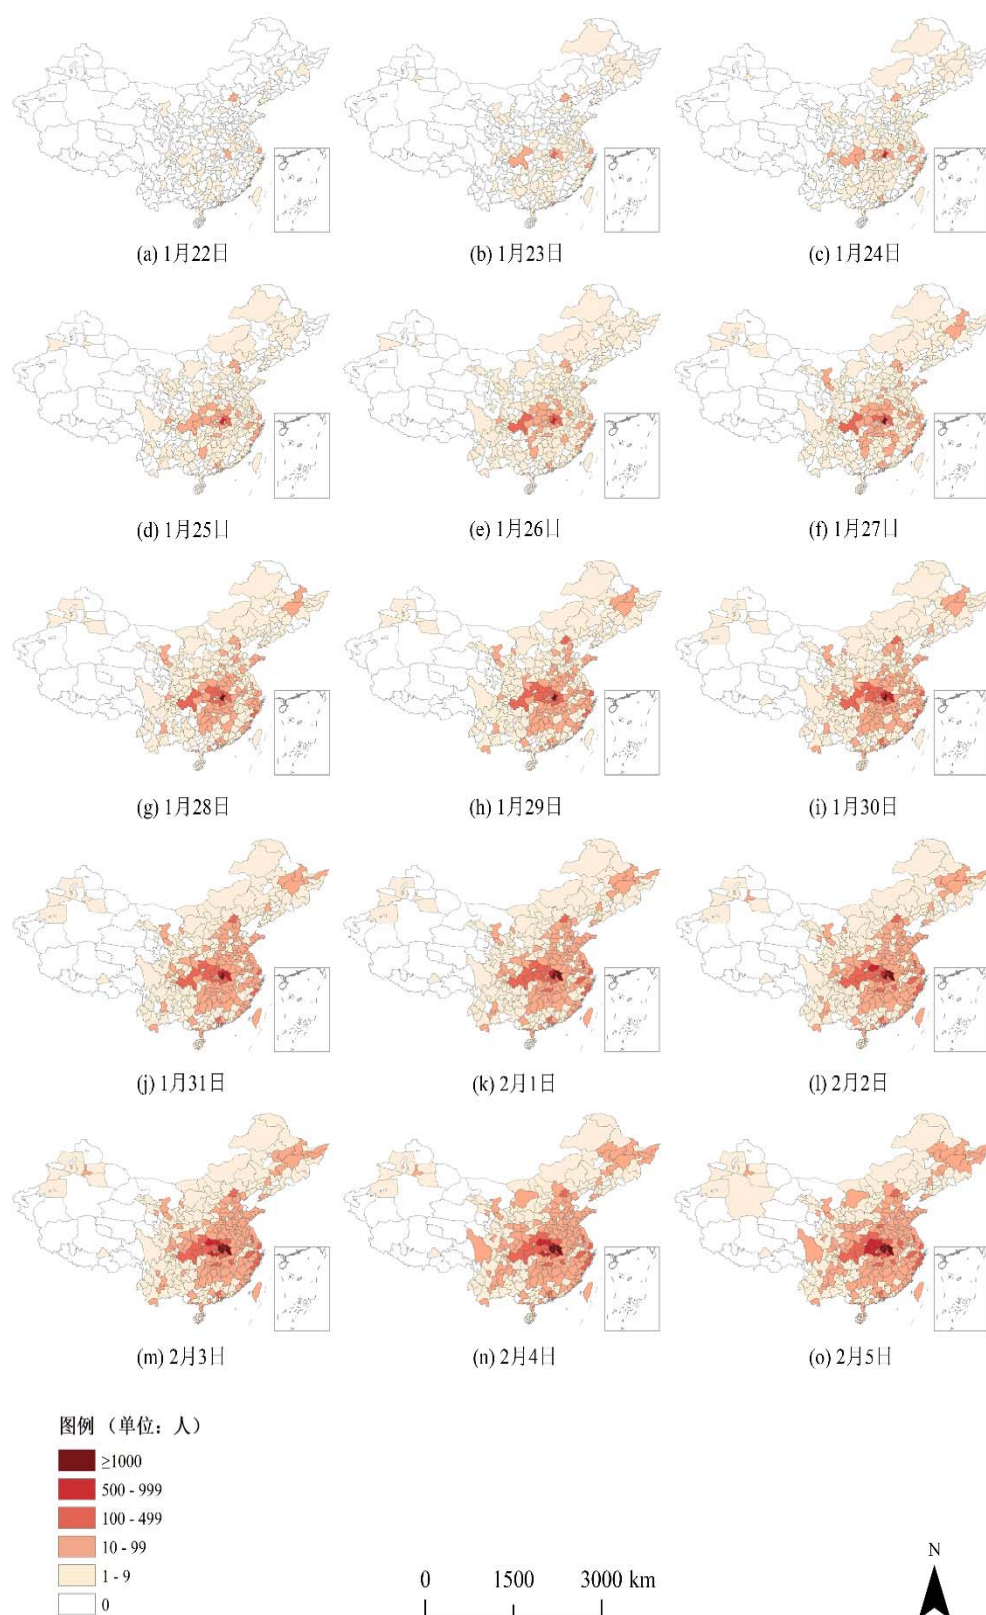 (a) 1月22日
(b) 1月23日
(c) 1月24日
(d) 1月25日
(e) 1月26日
(f) 1月27日
(g) 1月28日
(h) 1月29日
(i) 1月30日
(j) 1月31日
(k) 2月1日
(l) 2月2日
(m) 2月3日
(n) 2月4日
(o) 2月5日
图例 （单位：人）
≥1000
500 - 999
100 - 499
10 - 99
1 - 9
0
0 1500 3000 km
N